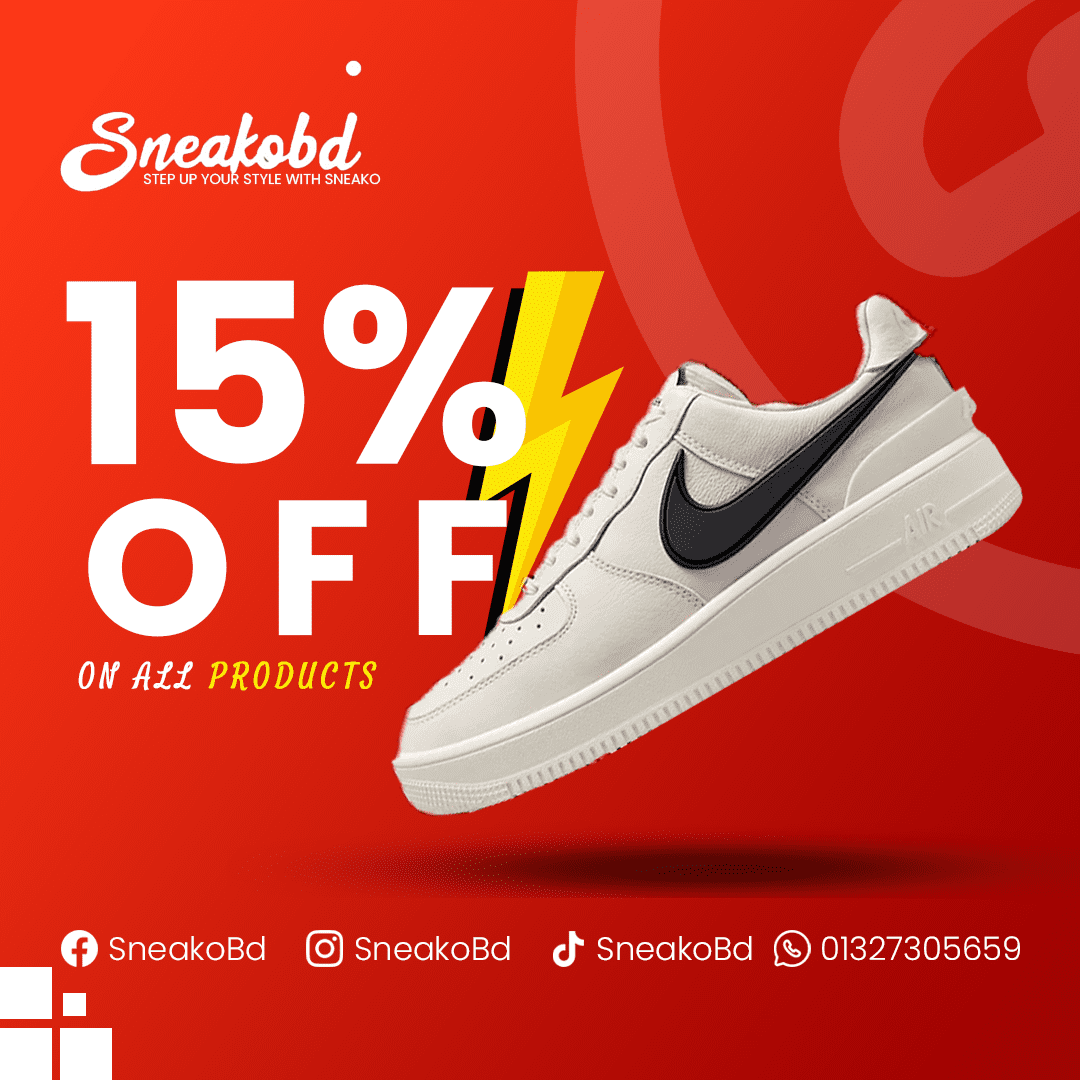 Sneakobd
STEP UP YOUR STYLE WITH SNEAKO
15%
OFF
ON ALL PRODUCTS
AIR
SneakoBd SneakoBd SneakoBd 01327305659